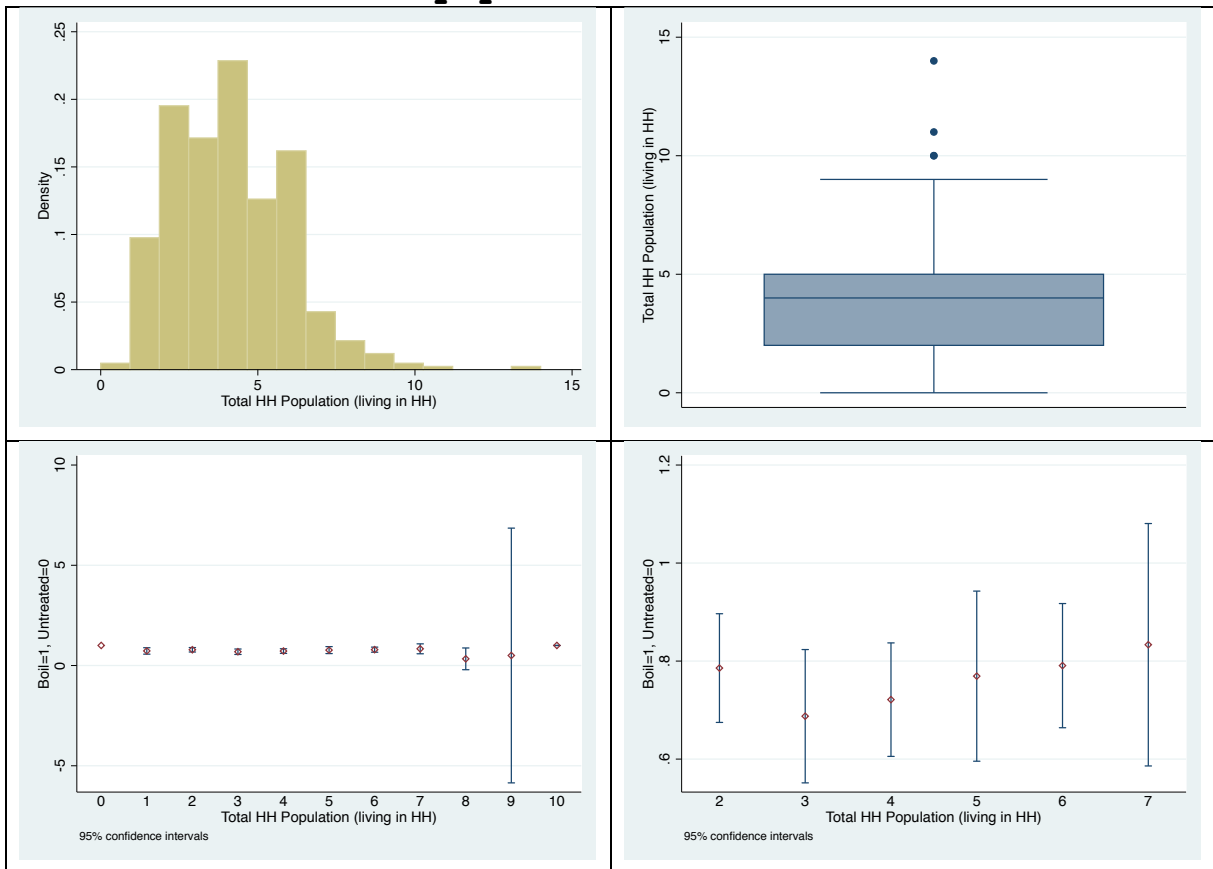 .25
.2
.15
.1
.05
0
Density
0 5 10 15
Total HH Population (living in HH)
15
10
5
0
Total HH Population (living in HH)
10
5
0
-5
Boil=1, Untreated=0
0 1 2 3 4 5 6 7 8 9 10
Total HH Population (living in HH)
95% confidence intervals
1.2
1
.8
.6
Boil=1, Untreated=0
2 3 4 5 6 7
Total HH Population (living in HH)
95% confidence intervals